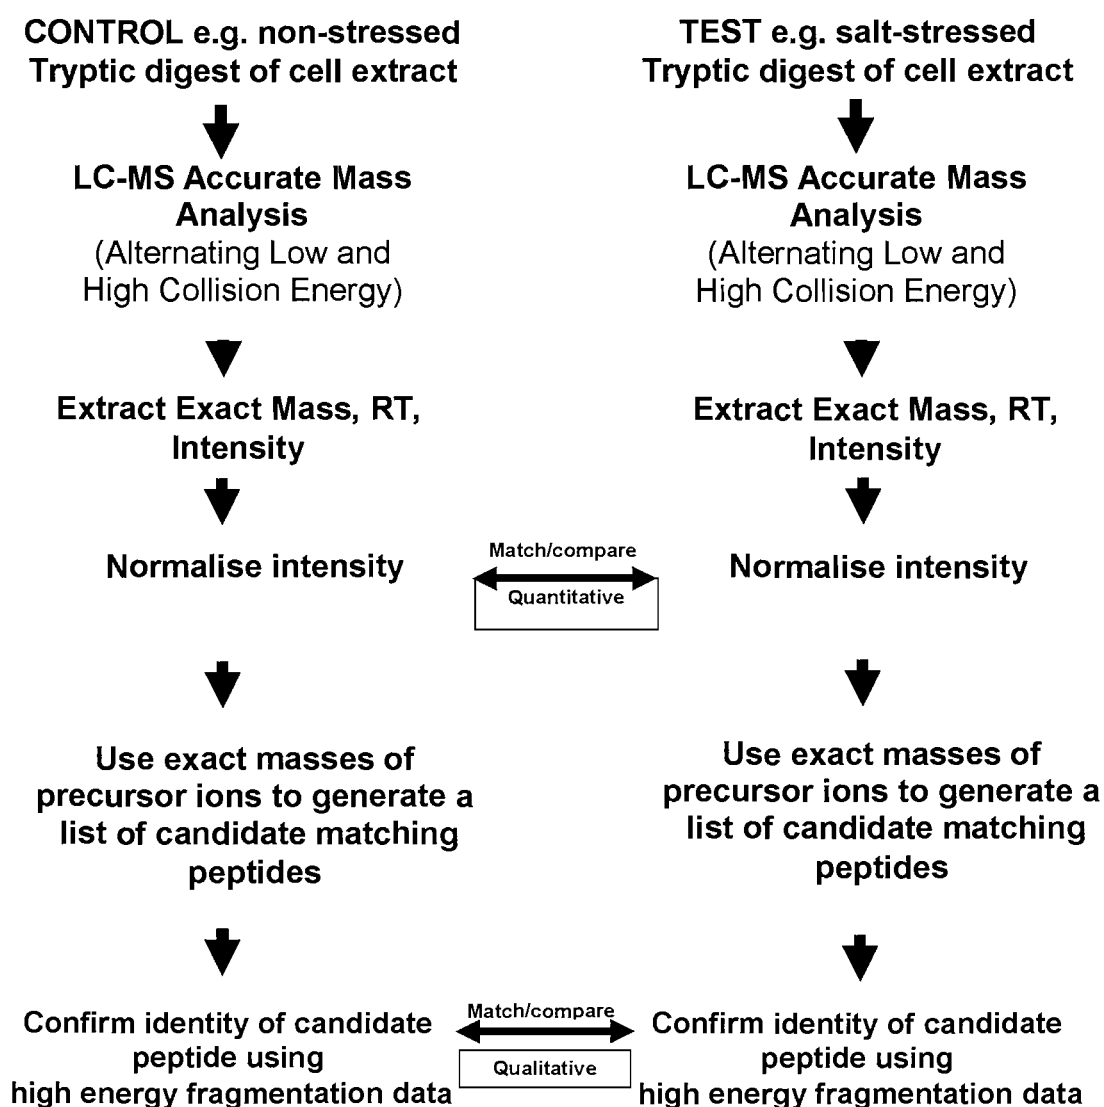 CONTROL e.g. non-stressed
Tryptic digest of cell extract
LC-MS Accurate Mass
Analysis
(Alternating Low and
High Collision Energy)
Extract Exact Mass, RT,
Intensity
Normalise intensity
Use exact masses of
precursor ions to generate a
list of candidate matching
peptides
Confirm identity of candidate
peptide using
high energy fragmentation data
Match/compare
Quantitative
Match/compare
Qualitative
TEST e.g. salt-stressed
Tryptic digest of cell extract
LC-MS Accurate Mass
Analysis
(Alternating Low and
High Collision Energy)
Extract Exact Mass, RT,
Intensity
Normalise intensity
Use exact masses of
precursor ions to generate a
list of candidate matching
peptides
Confirm identity of candidate
peptide using
high energy fragmentation data